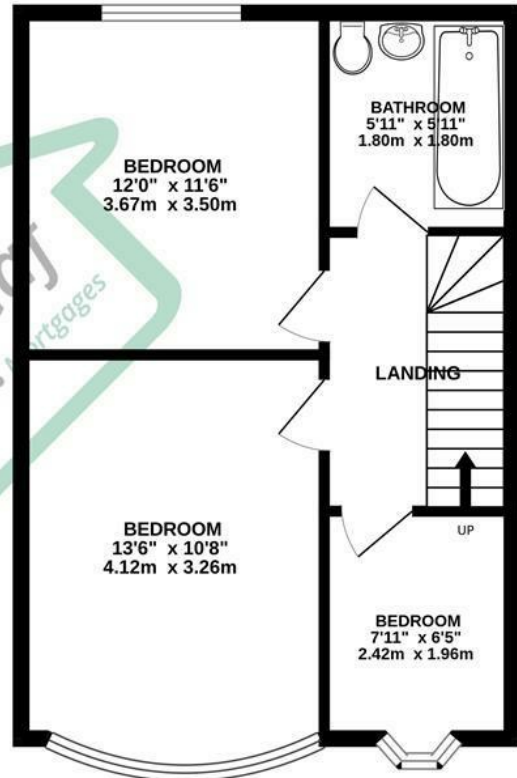 BATHROOM
5'11" x 5'11"
1.80m x 1.80m
BEDROOM
12'0" x 11'6"
3.67m x 3.50m
Mortgages
LANDING
BEDROOM
13'6" x 10'8"
4.12m x 3.26m
UP
BEDROOM
7'11" x 6'5"
2.42m x 1.96m